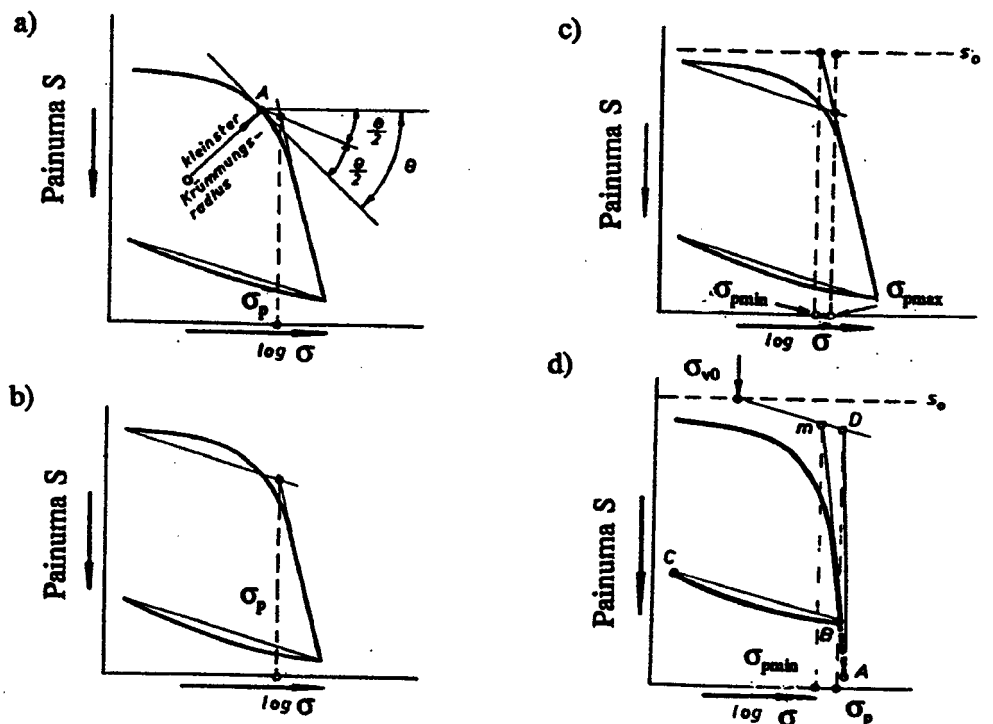 a)
Painuma S
A
kleinster
Krümmungs-
radius
θ/2
θ/2
θ
σp
log σ
b)
Painuma S
σp
log σ
c)
Painuma S
s₀
σpmin
σpmax
log σ
d)
Painuma S
σv0
s₀
m
D
C
B
A
σpmin
σp
log σ